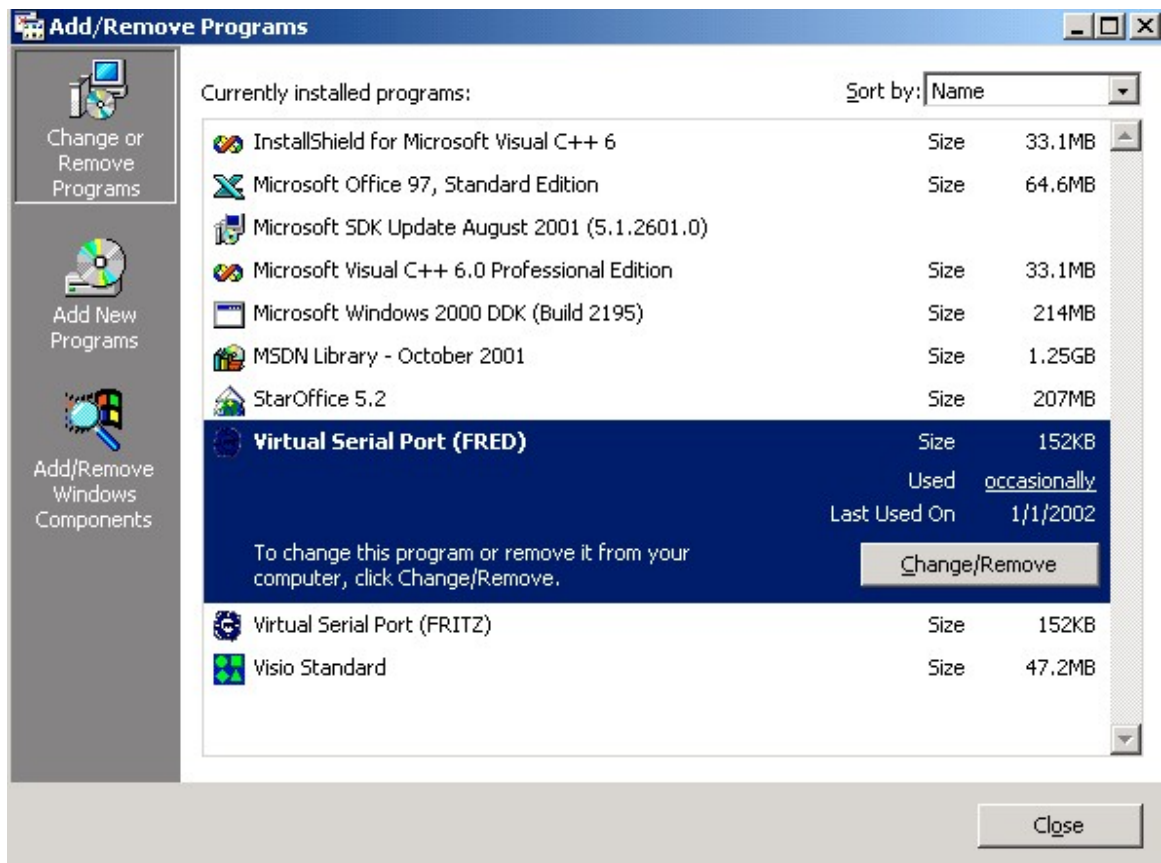 Add/Remove Programs
Change or
Remove
Programs
Add New
Programs
Add/Remove
Windows
Components
Currently installed programs:
Sort by: Name
InstallShield for Microsoft Visual C++ 6 Size 33.1MB
Microsoft Office 97, Standard Edition Size 64.6MB
Microsoft SDK Update August 2001 (5.1.2601.0)
Microsoft Visual C++ 6.0 Professional Edition Size 33.1MB
Microsoft Windows 2000 DDK (Build 2195) Size 214MB
MSDN Library - October 2001 Size 1.25GB
StarOffice 5.2 Size 207MB
Virtual Serial Port (FRED) Size 152KB
Used occasionally
Last Used On 1/1/2002
To change this program or remove it from your
computer, click Change/Remove.
Change/Remove
Virtual Serial Port (FRITZ) Size 152KB
Visio Standard Size 47.2MB
Close